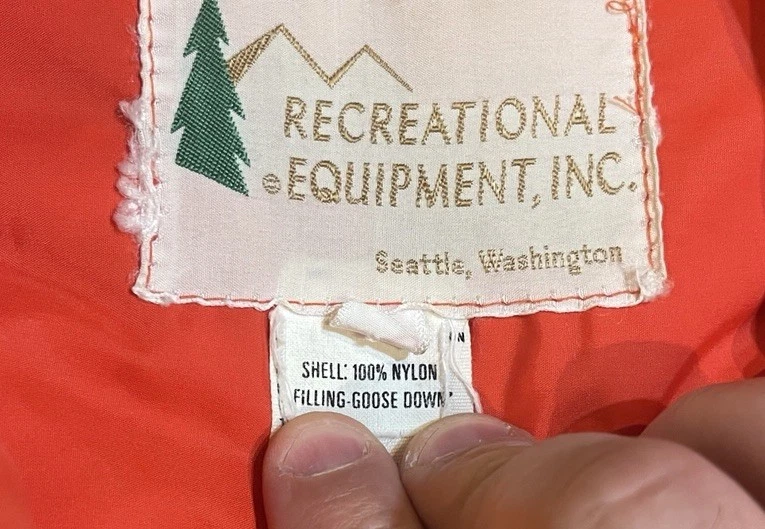 RECREATIONAL
®EQUIPMENT, INC.
Seattle, Washington
SHELL: 100% NYLON
FILLING-GOOSE DOWN